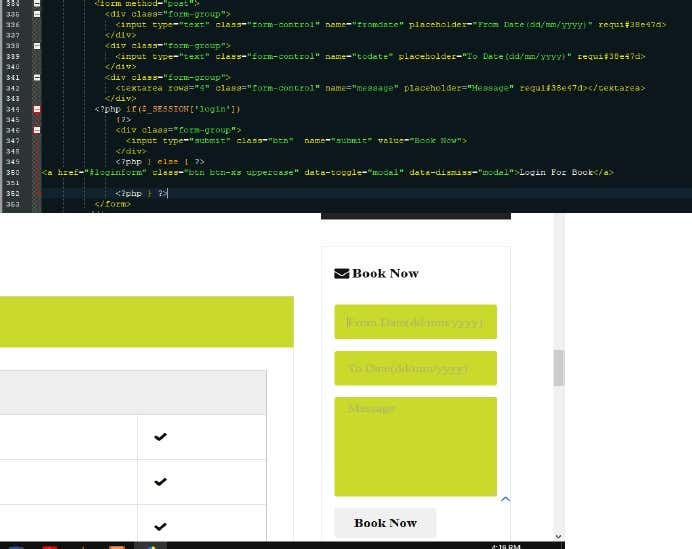 334 <form method="post">
335 <div class="form-group">
336 <input type="text" class="form-control" name="fromdate" placeholder="From Date(dd/mm/yyyy)" requi#38e47d>
337 </div>
338 <div class="form-group">
339 <input type="text" class="form-control" name="todate" placeholder="To Date(dd/mm/yyyy)" requi#38e47d>
340 </div>
341 <div class="form-group">
342 <textarea rows="4" class="form-control" name="message" placeholder="Message" requi#38e47d></textarea>
343 </div>
344 <?php if($_SESSION['login'])
345 {?>
346 <div class="form-group">
347 <input type="submit" class="btn"  name="submit" value="Book Now">
348 </div>
349 <?php } else { ?>
350 <a href="#loginform" class="btn btn-xs uppercase" data-toggle="modal" data-dismiss="modal">Login For Book</a>
351
352 <?php } ?>
353 </form>
Book Now
From Date(dd/mm/yyyy)
To Date(dd/mm/yyyy)
Message
Book Now
4:18 PM